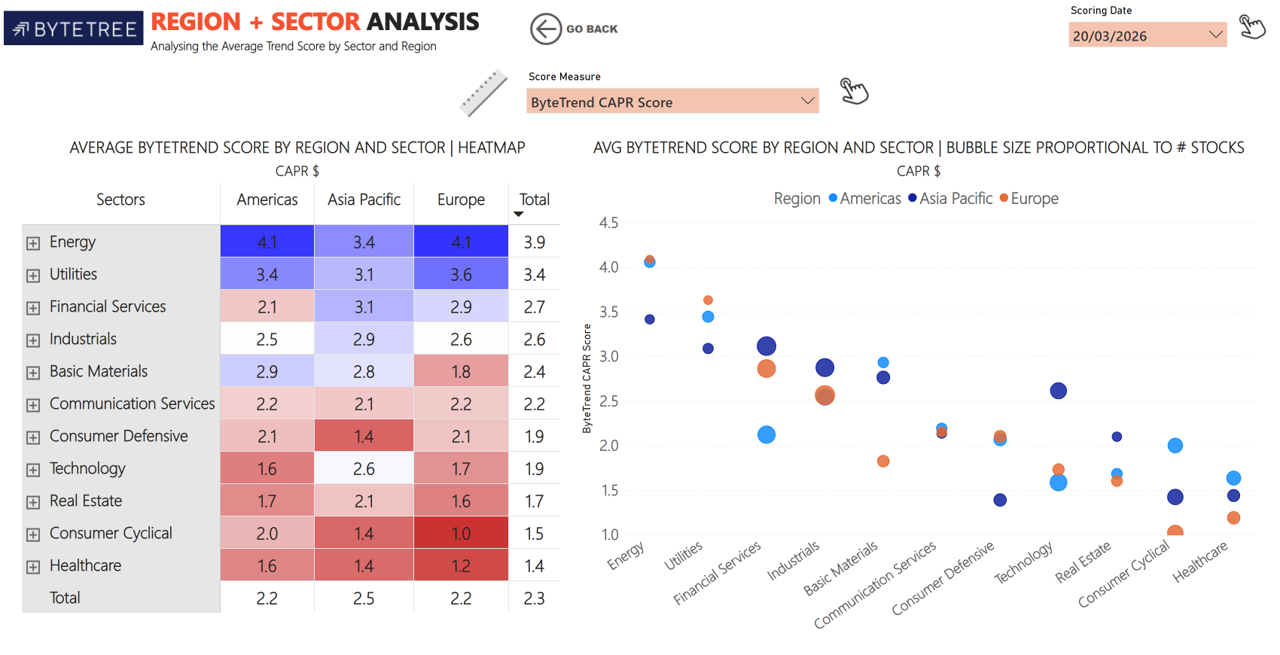 BYTETREE
REGION + SECTOR ANALYSIS
Analysing the Average Trend Score by Sector and Region
GO BACK
Scoring Date
20/03/2026
Score Measure
ByteTrend CAPR Score
AVERAGE BYTETREND SCORE BY REGION AND SECTOR | HEATMAP
CAPR $
Sectors Americas Asia Pacific Europe Total
Energy 4.1 3.4 4.1 3.9
Utilities 3.4 3.1 3.6 3.4
Financial Services 2.1 3.1 2.9 2.7
Industrials 2.5 2.9 2.6 2.6
Basic Materials 2.9 2.8 1.8 2.4
Communication Services 2.2 2.1 2.2 2.2
Consumer Defensive 2.1 1.4 2.1 1.9
Technology 1.6 2.6 1.7 1.9
Real Estate 1.7 2.1 1.6 1.7
Consumer Cyclical 2.0 1.4 1.0 1.5
Healthcare 1.6 1.4 1.2 1.4
Total 2.2 2.5 2.2 2.3
AVG BYTETREND SCORE BY REGION AND SECTOR | BUBBLE SIZE PROPORTIONAL TO # STOCKS
CAPR $
Region Americas Asia Pacific Europe
ByteTrend CAPR Score
4.5
4.0
3.5
3.0
2.5
2.0
1.5
1.0
Energy
Utilities
Financial Services
Industrials
Basic Materials
Communication Services
Consumer Defensive
Technology
Real Estate
Consumer Cyclical
Healthcare